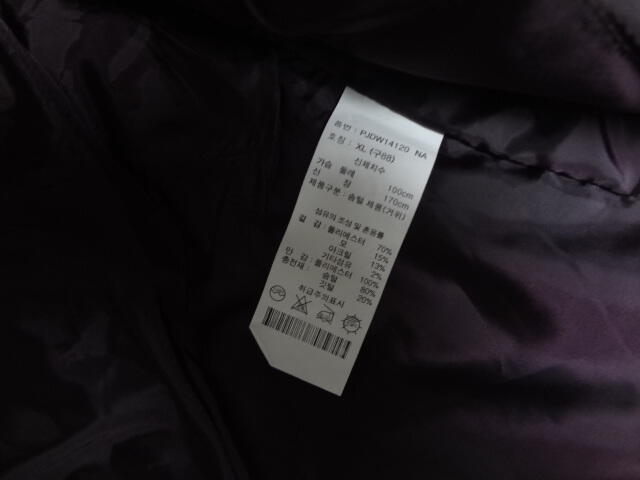 품번 : PJDW14120 NA
호칭 : XL (구88)
신체치수
가슴 둘레 100cm
신 장 170cm
제품구분 : 솜털 제품(거위)
섬유의 조성 및 혼용률
겉 감 : 폴리에스터 70%
모 15%
아크릴 13%
기타섬유 2%
안 감 : 폴리에스터 100%
충전재 : 솜털 80%
깃털 20%
취급주의표시